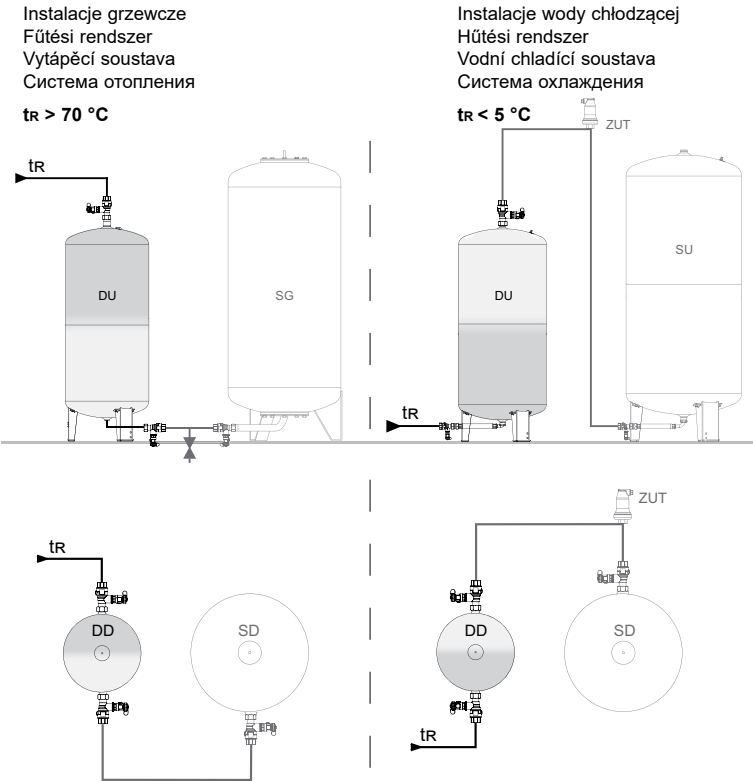 Instalacje grzewcze
Fűtési rendszer
Vytápěcí soustava
Система отопления
tR > 70 °C
Instalacje wody chłodzącej
Hűtési rendszer
Vodní chladící soustava
Система охлаждения
tR < 5 °C
ZUT
tR
DU
SG
DU
SU
tR
ZUT
tR
DD
SD
DD
SD
tR